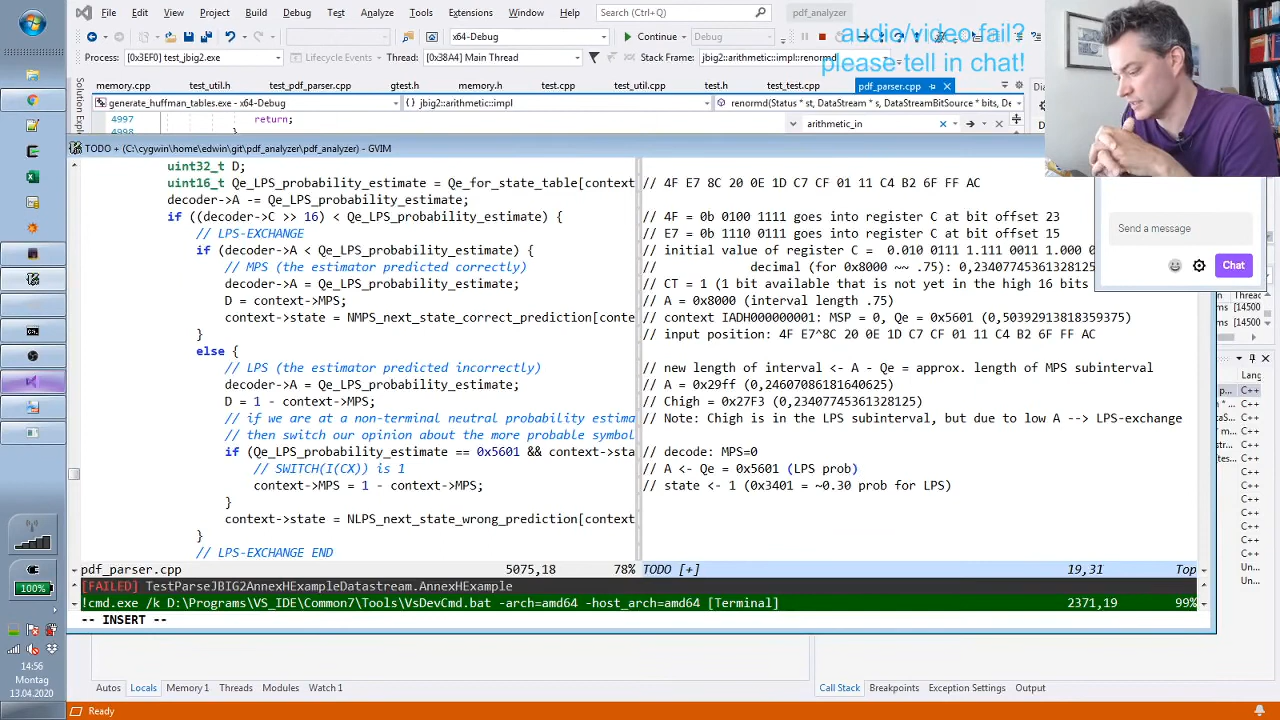 File Edit View Project Build Debug Test Analyze Tools Extensions Window Help Search (Ctrl+Q) pdf_analyzer
x64-Debug Continue Debug
audio/video fail?
please tell in chat!
Process: [0x3EF0] test_jbig2.exe Lifecycle Events Thread: [0x38A4] Main Thread Stack Frame: jbig2::arithmetic::impl::renormd
memory.cpp test_util.h test_pdf_parser.cpp gtest.h memory.h test.cpp test_util.cpp test.h test_test.cpp pdf_parser.cpp
generate_huffman_tables.exe - x64-Debug jbig2::arithmetic::impl renormd(Status * st, DataStream * s, DataStreamBitSource * bits, De
4997 return;
4998 }
arithmetic_in
TODO + (C:\cygwin\home\edwin\git\pdf_analyzer\pdf_analyzer) - GVIM
uint32_t D;
uint16_t Qe_LPS_probability_estimate = Qe_for_state_table[context
decoder->A -= Qe_LPS_probability_estimate;
if ((decoder->C >> 16) < Qe_LPS_probability_estimate) {
// LPS-EXCHANGE
if (decoder->A < Qe_LPS_probability_estimate) {
// MPS (the estimator predicted correctly)
decoder->A = Qe_LPS_probability_estimate;
D = context->MPS;
context->state = NMPS_next_state_correct_prediction[conte
}
else {
// LPS (the estimator predicted incorrectly)
decoder->A = Qe_LPS_probability_estimate;
D = 1 - context->MPS;
// if we are at a non-terminal neutral probability estima
// then switch our opinion about the more probable symbol
if (Qe_LPS_probability_estimate == 0x5601 && context->sta
// SWITCH(I(CX)) is 1
context->MPS = 1 - context->MPS;
}
context->state = NLPS_next_state_wrong_prediction[context
}
// LPS-EXCHANGE END
// 4F E7 8C 20 0E 1D C7 CF 01 11 C4 B2 6F FF AC
// 4F = 0b 0100 1111 goes into register C at bit offset 23
// E7 = 0b 1110 0111 goes into register C at bit offset 15
// initial value of register C = 0.010 0111 1.111 0011 1.000 0
// decimal (for 0x8000 ~~ .75): 0,23407745361328125
// CT = 1 (1 bit available that is not yet in the high 16 bits
// A = 0x8000 (interval length .75)
// context IADH000000001: MSP = 0, Qe = 0x5601 (0,50392913818359375)
// input position: 4F E7^8C 20 0E 1D C7 CF 01 11 C4 B2 6F FF AC
// new length of interval <- A - Qe = approx. length of MPS subinterval
// A = 0x29ff (0,24607086181640625)
// Chigh = 0x27F3 (0,23407745361328125)
// Note: Chigh is in the LPS subinterval, but due to low A --> LPS-exchange
// decode: MPS=0
// A <- Qe = 0x5601 (LPS prob)
// state <- 1 (0x3401 = ~0.30 prob for LPS)
pdf_parser.cpp 5075,18 78% TODO [+] 19,31 Top
[FAILED] TestParseJBIG2AnnexHExampleDatastream.AnnexHExample
!cmd.exe /k D:\Programs\VS_IDE\Common7\Tools\VsDevCmd.bat -arch=amd64 -host_arch=amd64 [Terminal] 2371,19 99%
-- INSERT --
Send a message
Chat
Threa
[14500
[14500
Lang
C++
C++
C++
C++
C++
C++
C++
C++
C++
C++
Un...
Un...
Autos Locals Memory 1 Threads Modules Watch 1 Call Stack Breakpoints Exception Settings Output
Ready
100%
14:56
Montag
13.04.2020